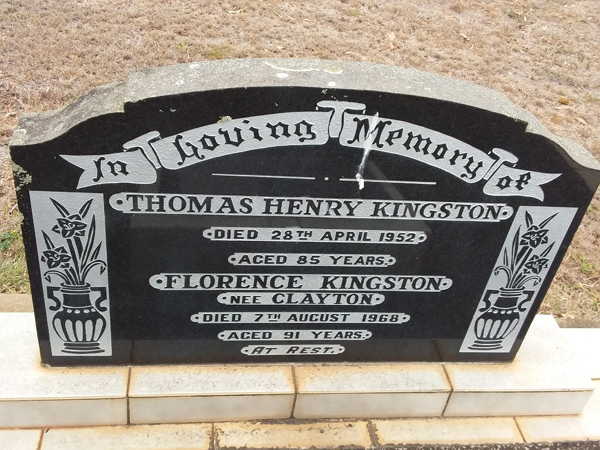 In Loving Memory of
THOMAS HENRY KINGSTON
DIED 28TH APRIL 1952
AGED 85 YEARS.
FLORENCE KINGSTON
NEE CLAYTON
DIED 7TH AUGUST 1968
AGED 91 YEARS.
AT REST.